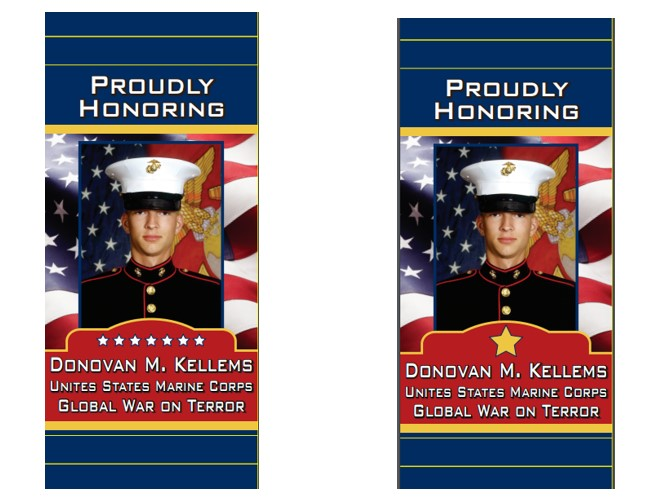 PROUDLY
HONORING
DONOVAN M. KELLEMS
UNITES STATES MARINE CORPS
GLOBAL WAR ON TERROR
PROUDLY
HONORING
DONOVAN M. KELLEMS
UNITES STATES MARINE CORPS
GLOBAL WAR ON TERROR